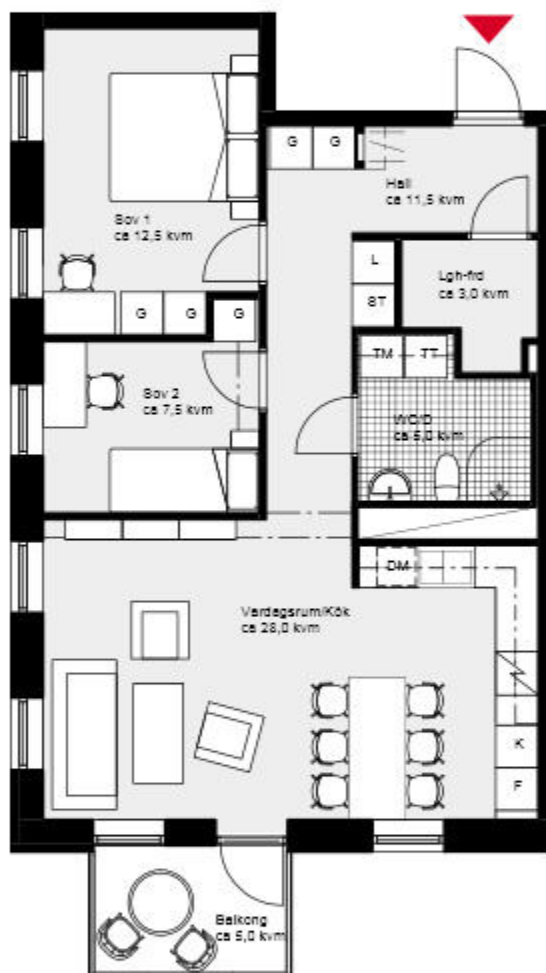 G
G
Hall
ca 11,5 kvm
Sov 1
ca 12,5 kvm
L
ST
Lgh-frd
ca 3,0 kvm
G
G
G
TM
TT
Sov 2
ca 7,5 kvm
WC/D
ca 5,0 kvm
DM
Vardagsrum/Kök
ca 28,0 kvm
K
F
Balkong
ca 5,0 kvm